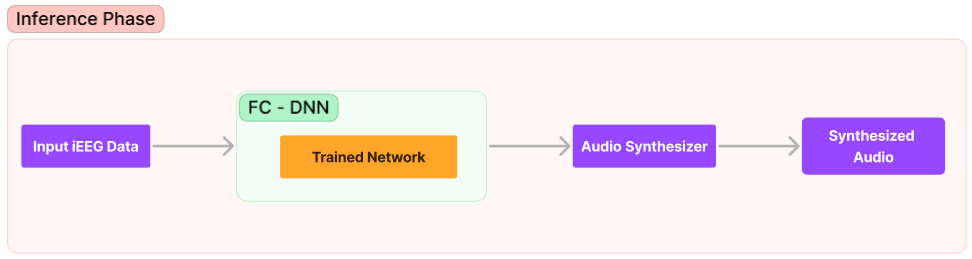 Inference Phase
FC - DNN
Input iEEG Data
Trained Network
Audio Synthesizer
Synthesized
Audio